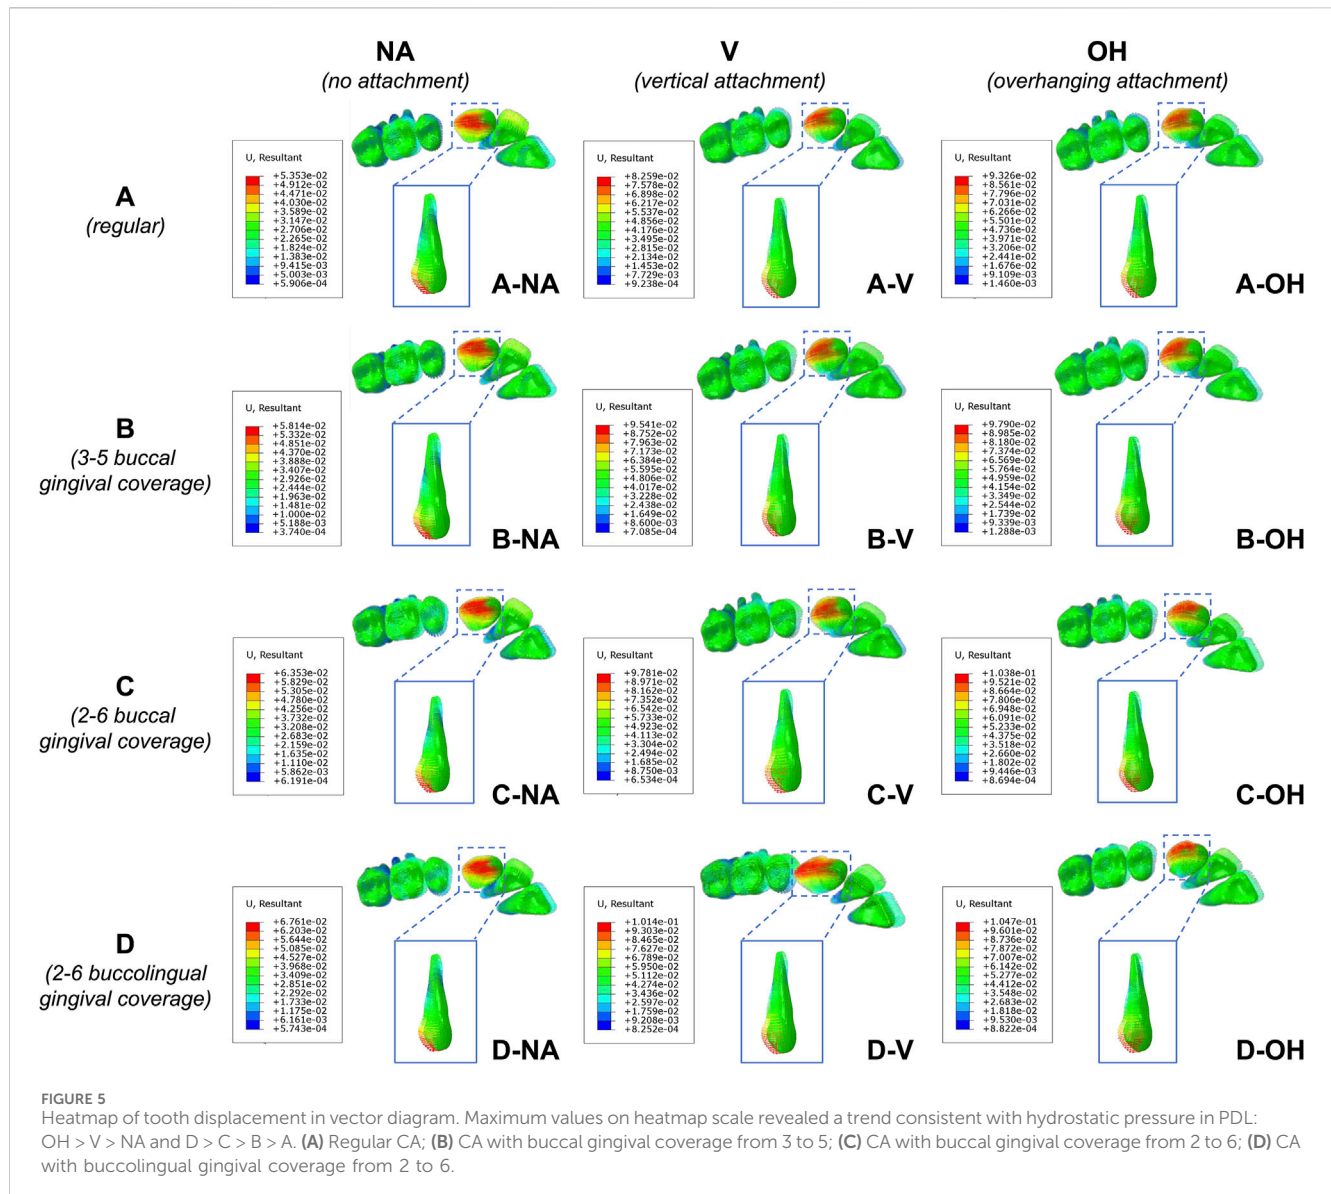 NA
(no attachment)
V
(vertical attachment)
OH
(overhanging attachment)
A
(regular)
U, Resultant
+5.353e-02
+4.912e-02
+4.471e-02
+4.030e-02
+3.589e-02
+3.147e-02
+2.706e-02
+2.265e-02
+1.824e-02
+1.383e-02
+9.415e-03
+5.003e-03
+5.906e-04
A-NA
U, Resultant
+8.259e-02
+7.578e-02
+6.898e-02
+6.217e-02
+5.537e-02
+4.856e-02
+4.176e-02
+3.495e-02
+2.815e-02
+2.134e-02
+1.453e-02
+7.729e-03
+9.238e-04
A-V
U, Resultant
+9.326e-02
+8.561e-02
+7.796e-02
+7.031e-02
+6.266e-02
+5.501e-02
+4.736e-02
+3.971e-02
+3.206e-02
+2.441e-02
+1.676e-02
+9.109e-03
+1.460e-03
A-OH
B
(3-5 buccal
gingival coverage)
U, Resultant
+5.814e-02
+5.332e-02
+4.851e-02
+4.370e-02
+3.888e-02
+3.407e-02
+2.926e-02
+2.444e-02
+1.963e-02
+1.481e-02
+1.000e-02
+5.188e-03
+3.740e-04
B-NA
U, Resultant
+9.541e-02
+8.752e-02
+7.963e-02
+7.173e-02
+6.384e-02
+5.595e-02
+4.806e-02
+4.017e-02
+3.228e-02
+2.438e-02
+1.649e-02
+8.600e-03
+7.085e-04
B-V
U, Resultant
+9.790e-02
+8.985e-02
+8.180e-02
+7.374e-02
+6.569e-02
+5.764e-02
+4.959e-02
+4.154e-02
+3.349e-02
+2.544e-02
+1.739e-02
+9.339e-03
+1.288e-03
B-OH
C
(2-6 buccal
gingival coverage)
U, Resultant
+6.353e-02
+5.829e-02
+5.305e-02
+4.780e-02
+4.256e-02
+3.732e-02
+3.208e-02
+2.683e-02
+2.159e-02
+1.635e-02
+1.110e-02
+5.862e-03
+6.191e-04
C-NA
U, Resultant
+9.781e-02
+8.971e-02
+8.162e-02
+7.352e-02
+6.542e-02
+5.733e-02
+4.923e-02
+4.113e-02
+3.304e-02
+2.494e-02
+1.685e-02
+8.750e-03
+6.534e-04
C-V
U, Resultant
+1.038e-01
+9.521e-02
+8.664e-02
+7.806e-02
+6.948e-02
+6.091e-02
+5.233e-02
+4.375e-02
+3.518e-02
+2.660e-02
+1.802e-02
+9.446e-03
+8.694e-04
C-OH
D
(2-6 buccolingual
gingival coverage)
U, Resultant
+6.761e-02
+6.203e-02
+5.644e-02
+5.085e-02
+4.527e-02
+3.968e-02
+3.409e-02
+2.851e-02
+2.292e-02
+1.733e-02
+1.175e-02
+6.161e-03
+5.743e-04
D-NA
U, Resultant
+1.014e-01
+9.303e-02
+8.465e-02
+7.627e-02
+6.789e-02
+5.950e-02
+5.112e-02
+4.274e-02
+3.436e-02
+2.597e-02
+1.759e-02
+9.208e-03
+8.252e-04
D-V
U, Resultant
+1.047e-01
+9.601e-02
+8.736e-02
+7.872e-02
+7.007e-02
+6.142e-02
+5.277e-02
+4.412e-02
+3.548e-02
+2.683e-02
+1.818e-02
+9.530e-03
+8.822e-04
D-OH
FIGURE 5
Heatmap of tooth displacement in vector diagram. Maximum values on heatmap scale revealed a trend consistent with hydrostatic pressure in PDL:
OH > V > NA and D > C > B > A. (A) Regular CA; (B) CA with buccal gingival coverage from 3 to 5; (C) CA with buccal gingival coverage from 2 to 6; (D) CA
with buccolingual gingival coverage from 2 to 6.